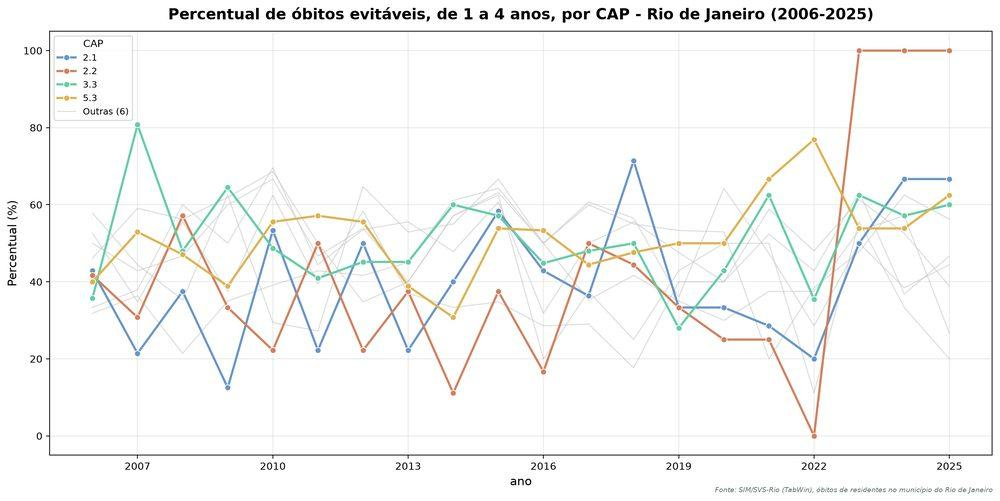 Percentual de óbitos evitáveis, de 1 a 4 anos, por CAP - Rio de Janeiro (2006-2025)
CAP
2.1
2.2
3.3
5.3
Outras (6)
Percentual (%)
100
80
60
40
20
0
2007 2010 2013 2016 2019 2022 2025
ano
Fonte: SIM/SVS-Rio (TabWin), óbitos de residentes no município do Rio de Janeiro